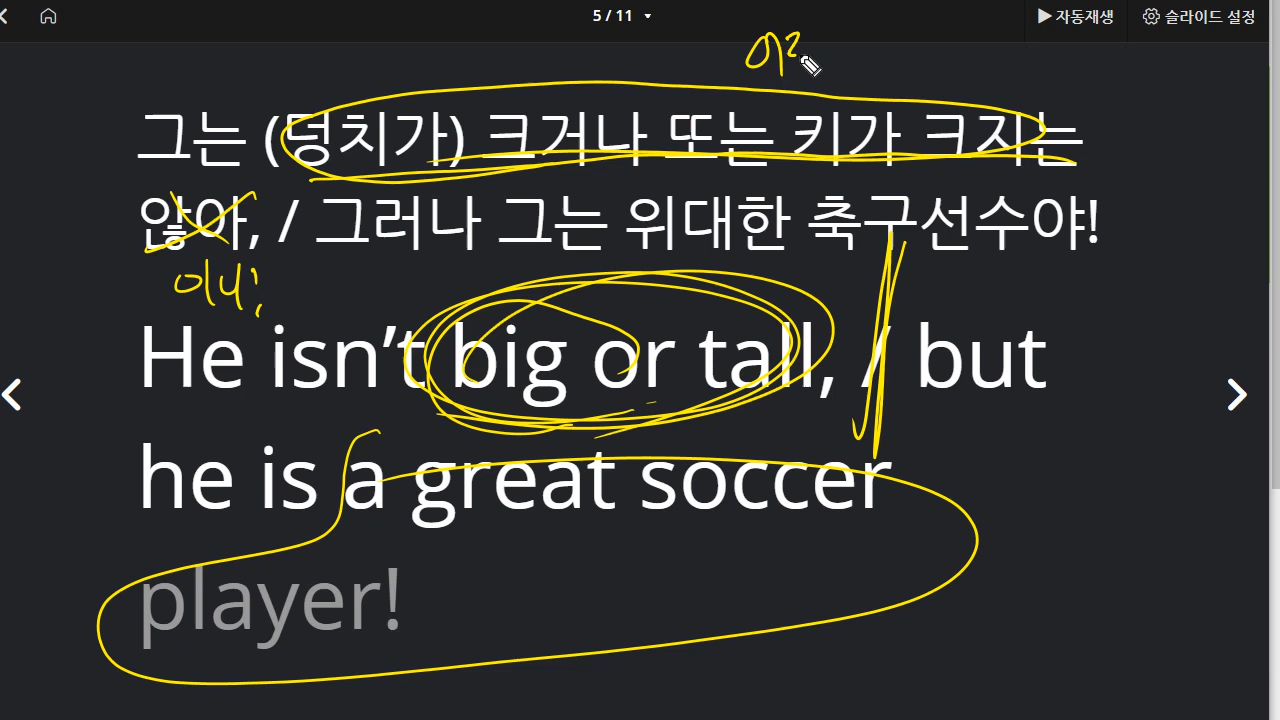 5 / 11
자동재생
슬라이드 설정
그는 (덩치가) 크거나 또는 키가 크지는
않아, / 그러나 그는 위대한 축구선수야!
아니!
He isn’t big or tall, / but
he is a great soccer
player!